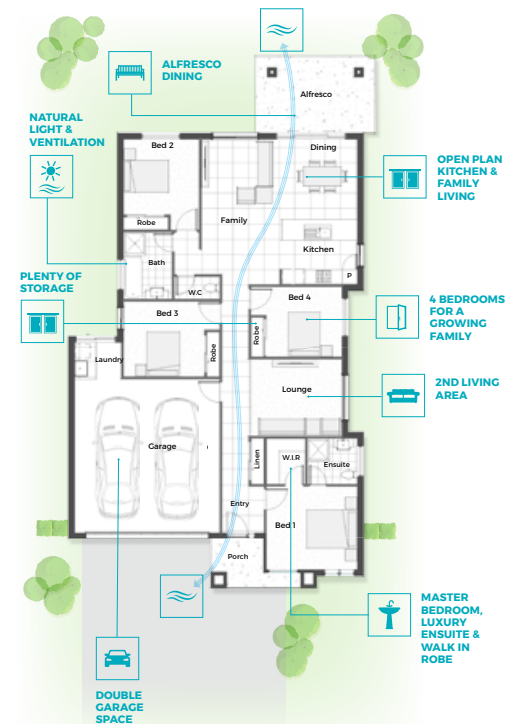 ALFRESCO
DINING
Alfresco
NATURAL
LIGHT &
VENTILATION
Bed 2
Dining
OPEN PLAN
KITCHEN &
FAMILY
LIVING
Robe
Family
Kitchen
Bath
P
W.C
PLENTY OF
STORAGE
Bed 3
Bed 4
4 BEDROOMS
FOR A
GROWING
FAMILY
Robe
Robe
Laundry
Lounge
2ND LIVING
AREA
Garage
Linen
W.I.R
Ensuite
Entry
Bed 1
Porch
MASTER
BEDROOM,
LUXURY
ENSUITE &
WALK IN
ROBE
DOUBLE
GARAGE
SPACE